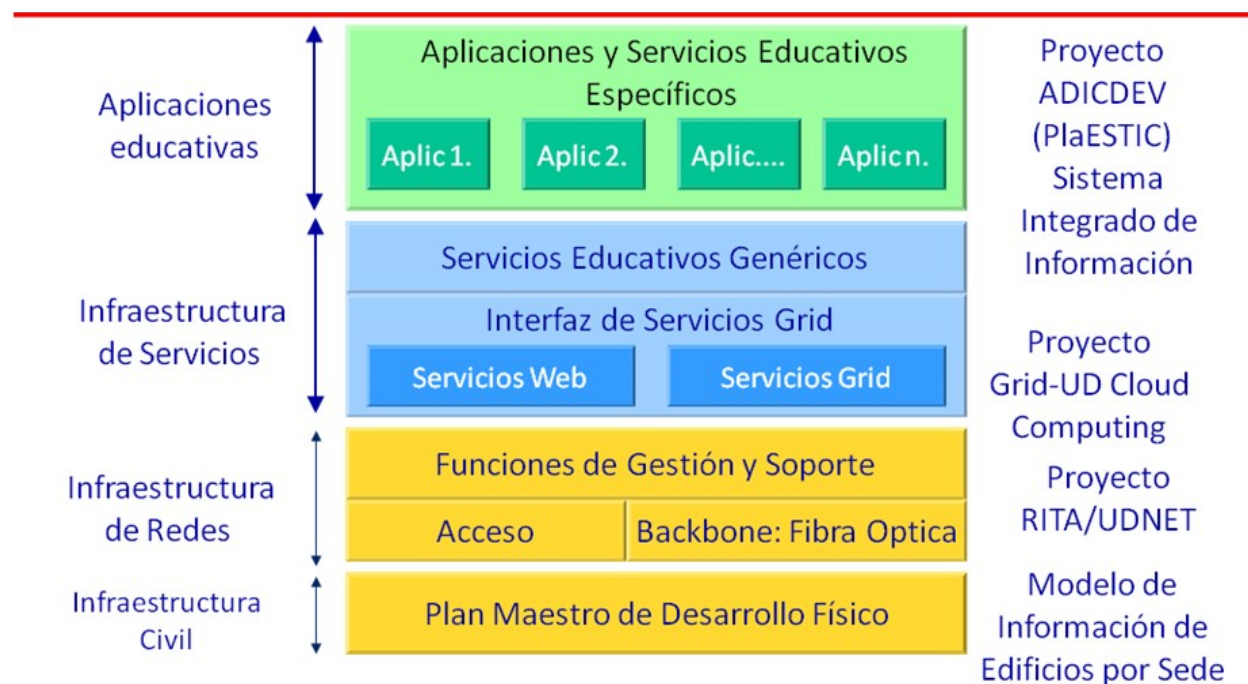 Aplicaciones
educativas
Aplicaciones y Servicios Educativos
Específicos
Aplic 1.
Aplic 2.
Aplic....
Aplic n.
Proyecto
ADICDEV
(PlaESTIC)
Sistema
Integrado de
Información
Infraestructura
de Servicios
Servicios Educativos Genéricos
Interfaz de Servicios Grid
Servicios Web
Servicios Grid
Proyecto
Grid-UD Cloud
Computing
Infraestructura
de Redes
Funciones de Gestión y Soporte
Acceso
Backbone: Fibra Optica
Proyecto
RITA/UDNET
Infraestructura
Civil
Plan Maestro de Desarrollo Físico
Modelo de
Información de
Edificios por Sede